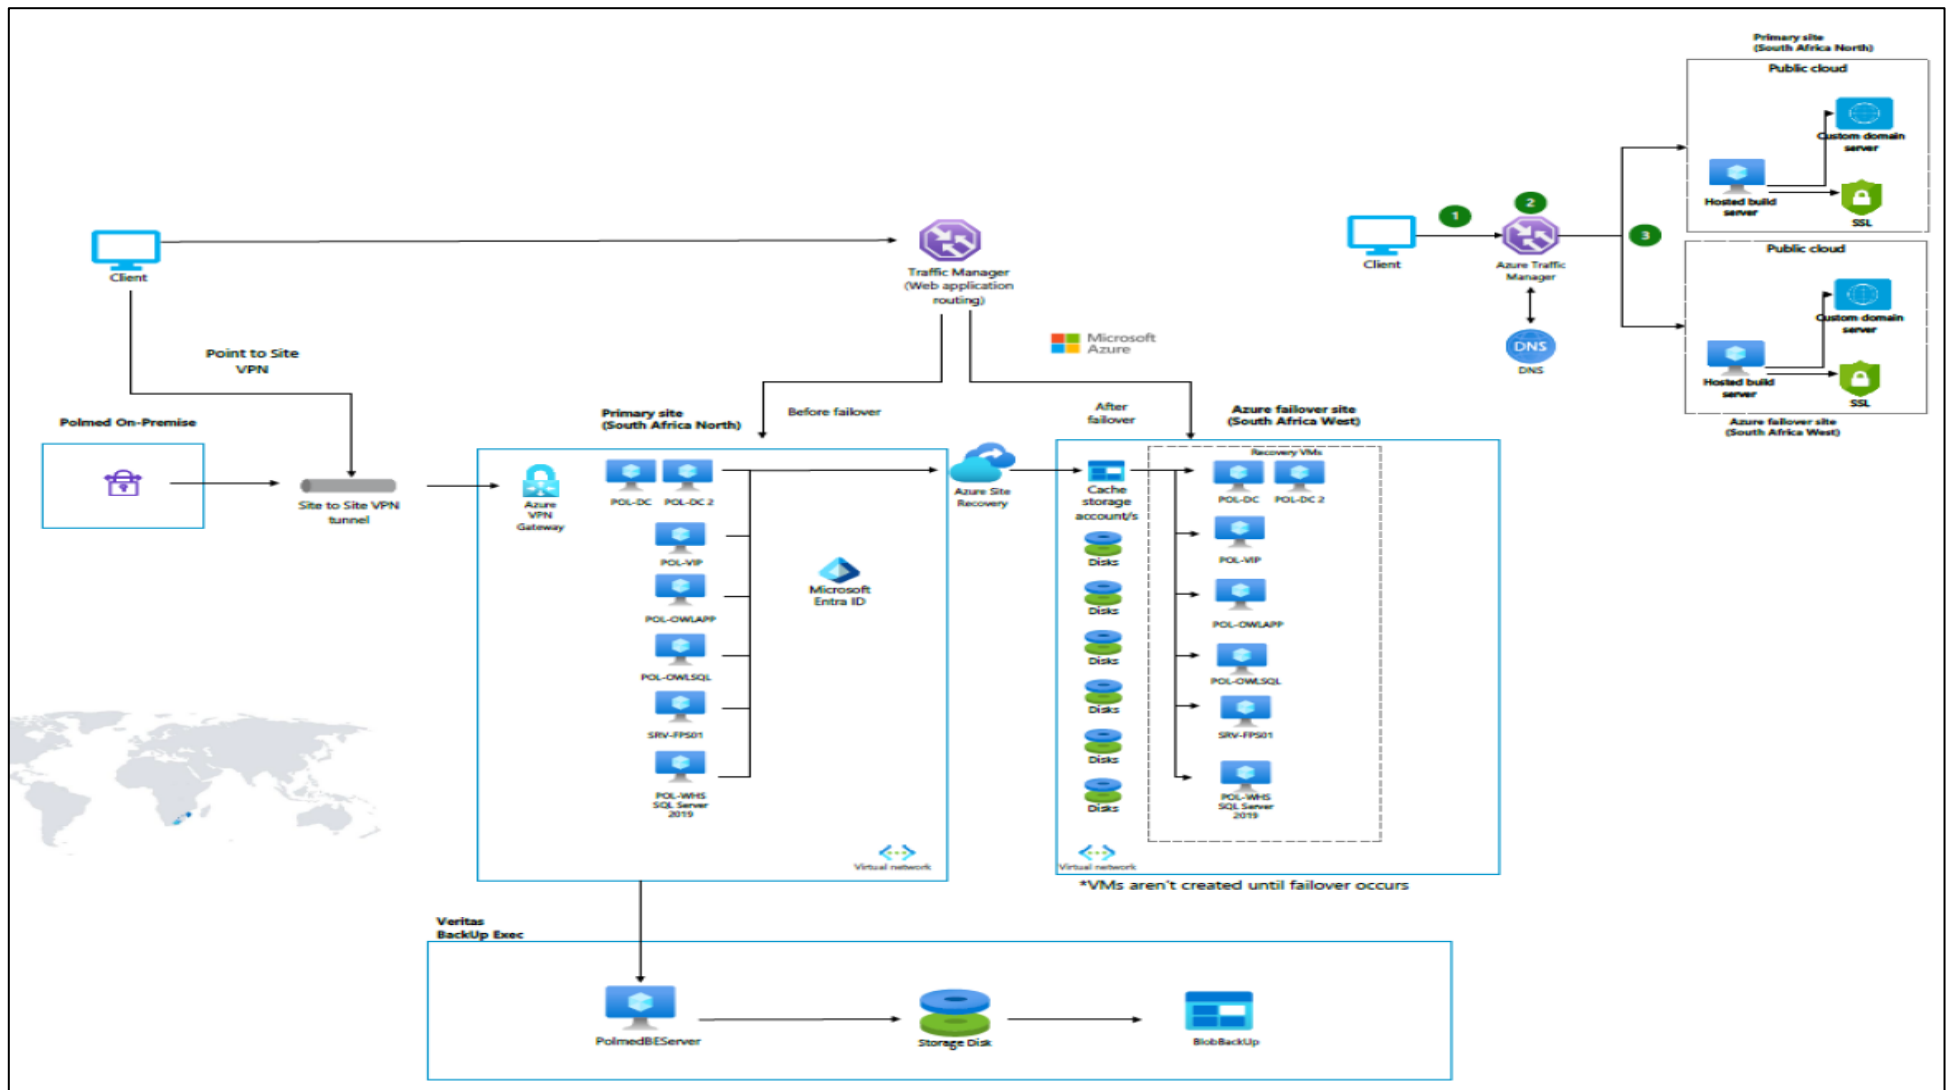 Primary site
(South Africa North)
Public cloud
Custom domain
server
Hosted build
server
SSL
1
2
3
Client
Azure Traffic
Manager
DNS
DNS
Public cloud
Custom domain
server
Hosted build
server
SSL
Azure failover site
(South Africa West)
Client
Traffic Manager
(Web application
routing)
Microsoft
Azure
Point to Site
VPN
Before failover
After
failover
Polmed On-Premise
Site to Site VPN
tunnel
Primary site
(South Africa North)
Azure
VPN
Gateway
POL-DC
POL-DC 2
POL-VIP
POL-OWLAPP
POL-OWLSQL
SRV-FPS01
POL-WHS
SQL Server
2019
Microsoft
Entra ID
Virtual network
Azure Site
Recovery
Azure failover site
(South Africa West)
Cache
storage
account/s
Disks
Disks
Disks
Disks
Disks
Disks
Recovery VMs
POL-DC
POL-DC 2
POL-VIP
POL-OWLAPP
POL-OWLSQL
SRV-FPS01
POL-WHS
SQL Server
2019
Virtual network
*VMs aren't created until failover occurs
Veritas
BackUp Exec
PolmedBEServer
Storage Disk
BlobBackUp